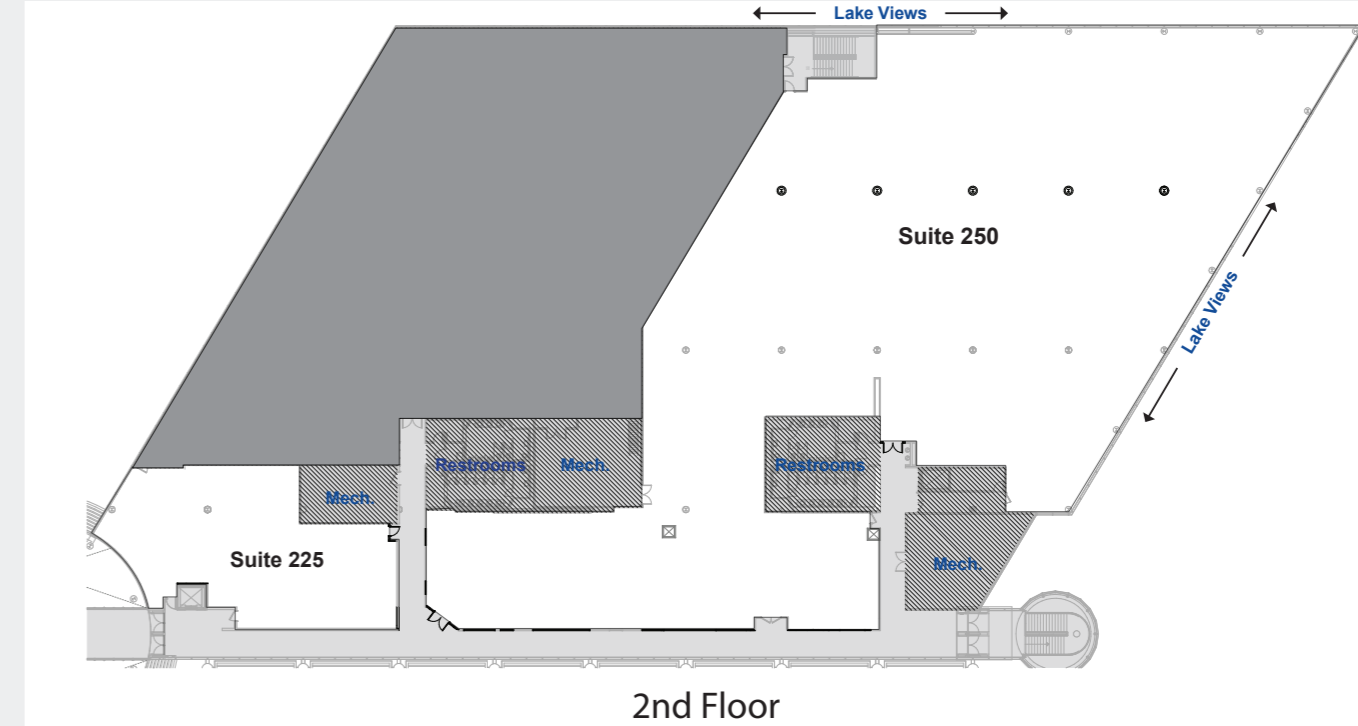 Lake Views
Suite 250
Lake Views
Restrooms
Mech.
Restrooms
Mech.
Suite 225
Mech.
2nd Floor